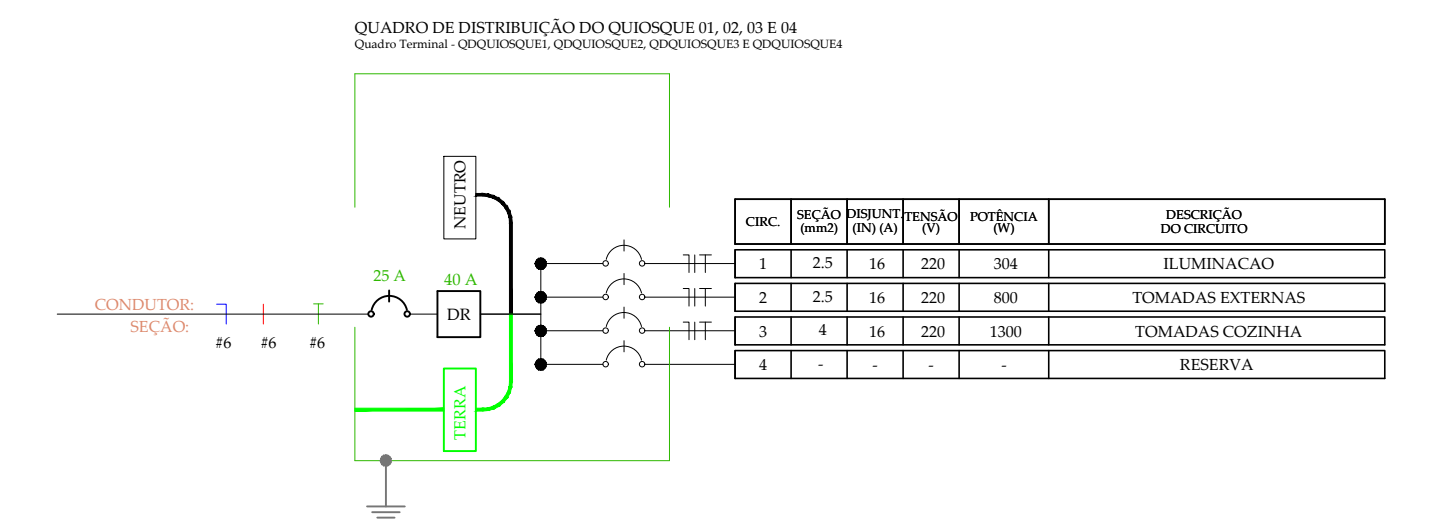 QUADRO DE DISTRIBUIÇÃO DO QUIOSQUE 01, 02, 03 E 04
Quadro Terminal - QDQUIOSQUE1, QDQUIOSQUE2, QDQUIOSQUE3 E QDQUIOSQUE4
NEUTRO
25 A
40 A
DR
CONDUTOR:
SEÇÃO:
#6 #6 #6
TERRA
CIRC. SEÇÃO (mm2) DISJUNT. (IN) (A) TENSÃO (V) POTÊNCIA (W) DESCRIÇÃO DO CIRCUITO
1 2.5 16 220 304 ILUMINACAO
2 2.5 16 220 800 TOMADAS EXTERNAS
3 4 16 220 1300 TOMADAS COZINHA
4 - - - - RESERVA